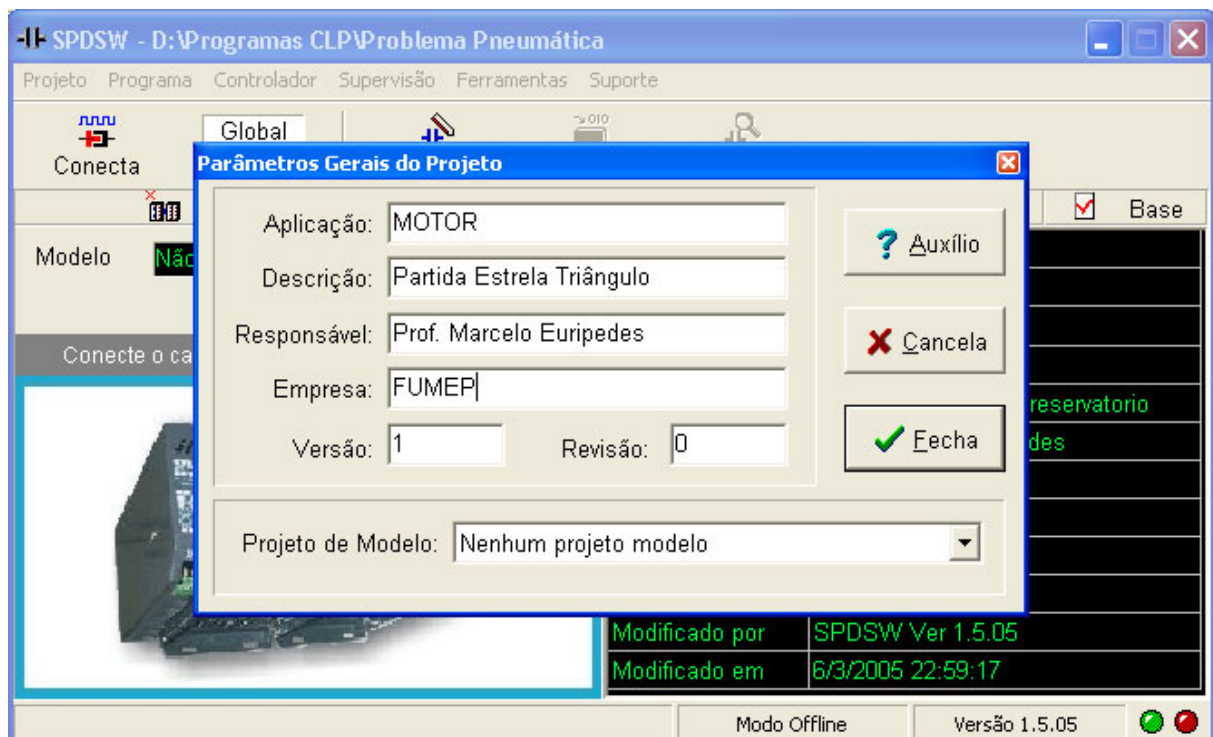 SPDSW - D:\Programas CLP\Problema Pneumática
Projeto Programa Controlador Supervisão Ferramentas Suporte
Conecta
Global
Parâmetros Gerais do Projeto
Base
Modelo
Aplicação: MOTOR
Auxílio
Descrição: Partida Estrela Triângulo
Responsável: Prof. Marcelo Euripedes
Cancela
Conecte o ca
Empresa: FUMEP
reservatorio
Versão: 1 Revisão: 0
Fecha
des
Projeto de Modelo: Nenhum projeto modelo
Modificado por SPDSW Ver 1.5.05
Modificado em 6/3/2005 22:59:17
Modo Offline Versão 1.5.05